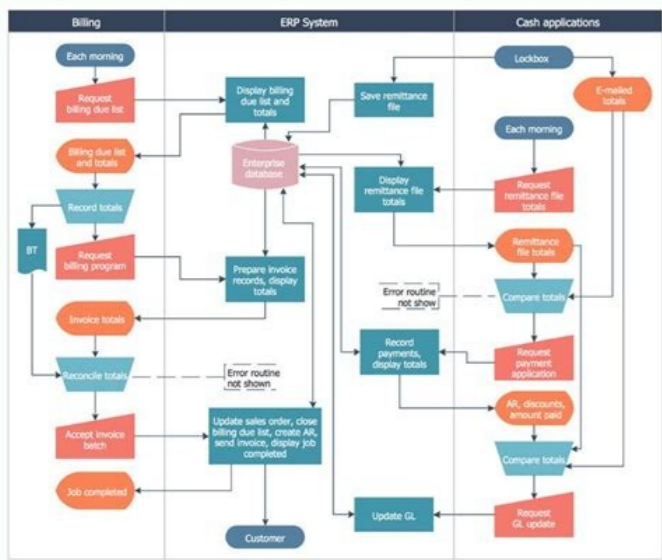 Billing
ERP System
Cash applications
Each morning
Request
billing due list
Display billing
due list and
totals
Save remittance
file
Lockbox
E-mailed
totals
Billing due list
and totals
Enterprise
database
Each morning
Display
remittance file
totals
Request
remittance file
totals
Record totals
BT
Request
billing program
Prepare invoice
records, display
totals
Remittance
file totals
Error routine
not show
Compare totals
Invoice totals
Record
payments,
display totals
Request
payment
application
Reconcile totals
Error routine
not shown
AR, discounts,
amount paid
Accept invoice
betch
Update sales order, close
billing due list, create AR,
send invoice, display job
completed
Compare totals
Job completed
Update GL
Request
GL update
Customer